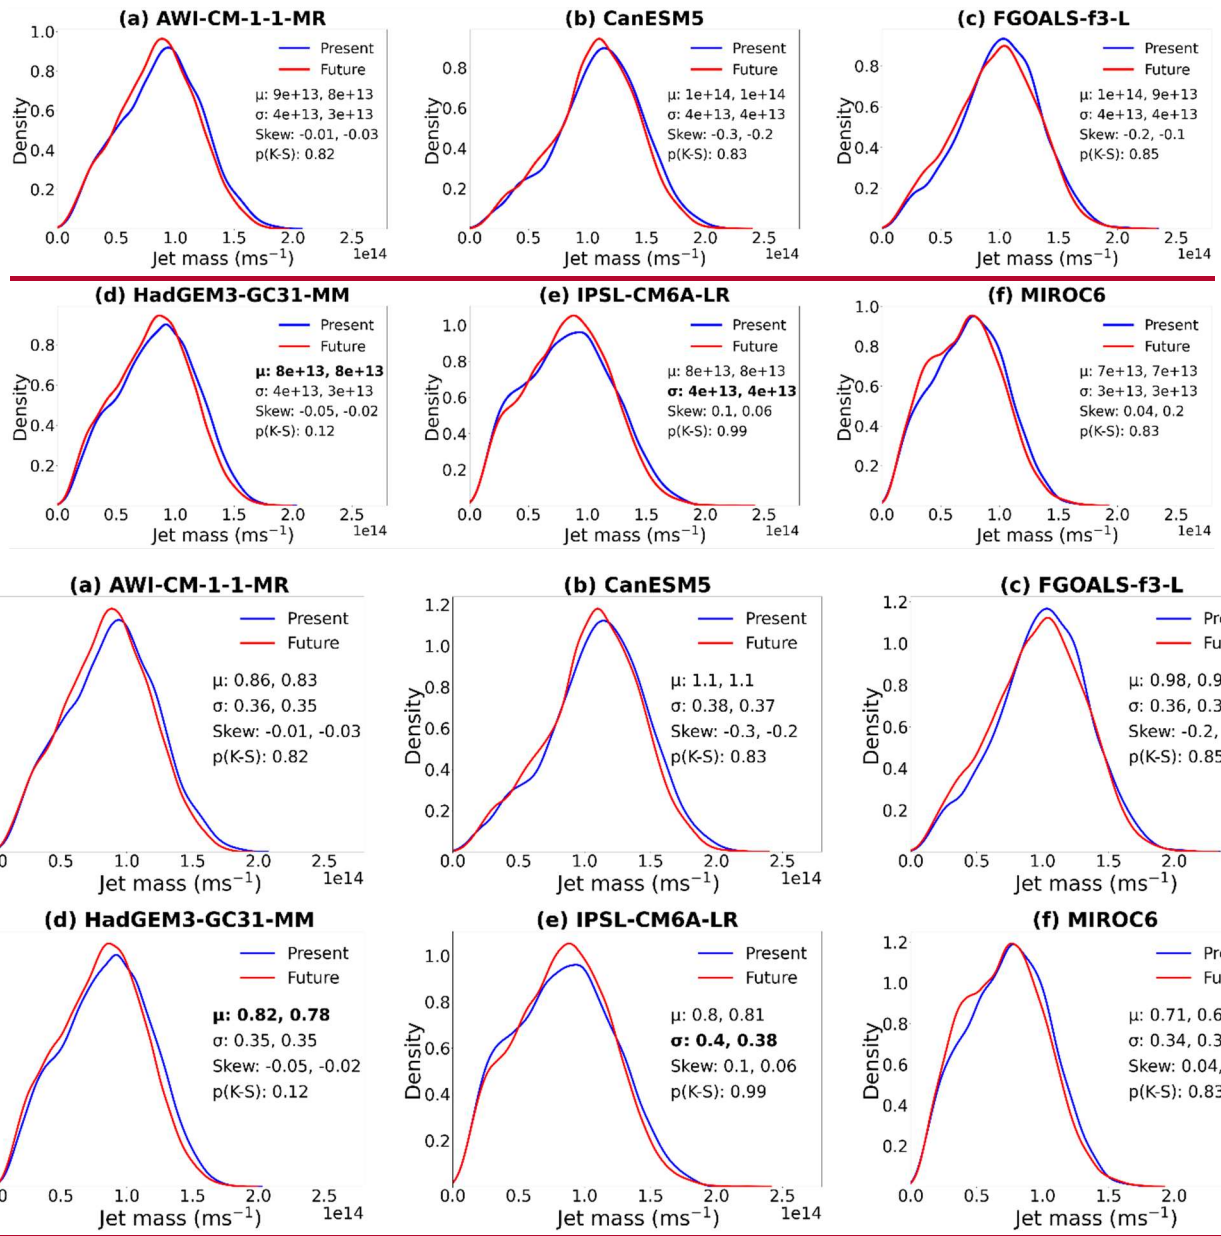 (a) AWI-CM-1-1-MR
Density
1.0
0.8
0.6
0.4
0.2
Present
Future
μ: 9e+13, 8e+13
σ: 4e+13, 3e+13
Skew: -0.01, -0.03
p(K-S): 0.82
0.0 0.5 1.0 1.5 2.0 2.5
1e14
Jet mass (ms⁻¹)
(b) CanESM5
Density
0.8
0.6
0.4
0.2
Present
Future
μ: 1e+14, 1e+14
σ: 4e+13, 4e+13
Skew: -0.3, -0.2
p(K-S): 0.83
0.0 0.5 1.0 1.5 2.0 2.5
1e14
Jet mass (ms⁻¹)
(c) FGOALS-f3-L
Density
0.8
0.6
0.4
0.2
Present
Future
μ: 1e+14, 9e+13
σ: 4e+13, 4e+13
Skew: -0.2, -0.1
p(K-S): 0.85
0.0 0.5 1.0 1.5 2.0 2.5
1e14
Jet mass (ms⁻¹)
(d) HadGEM3-GC31-MM
Density
0.8
0.6
0.4
0.2
Present
Future
μ: 8e+13, 8e+13
σ: 4e+13, 3e+13
Skew: -0.05, -0.02
p(K-S): 0.12
0.0 0.5 1.0 1.5 2.0 2.5
1e14
Jet mass (ms⁻¹)
(e) IPSL-CM6A-LR
Density
1.0
0.8
0.6
0.4
0.2
Present
Future
μ: 8e+13, 8e+13
σ: 4e+13, 4e+13
Skew: 0.1, 0.06
p(K-S): 0.99
0.0 0.5 1.0 1.5 2.0 2.5
1e14
Jet mass (ms⁻¹)
(f) MIROC6
Density
1.0
0.8
0.6
0.4
0.2
Present
Future
μ: 7e+13, 7e+13
σ: 3e+13, 3e+13
Skew: 0.04, 0.2
p(K-S): 0.83
0.0 0.5 1.0 1.5 2.0 2.5
1e14
Jet mass (ms⁻¹)
(a) AWI-CM-1-1-MR
Present
Future
μ: 0.86, 0.83
σ: 0.36, 0.35
Skew: -0.01, -0.03
p(K-S): 0.82
0 0.5 1.0 1.5 2.0 2.5
1e14
Jet mass (ms⁻¹)
(b) CanESM5
Density
1.2
1.0
0.8
0.6
0.4
0.2
Present
Future
μ: 1.1, 1.1
σ: 0.38, 0.37
Skew: -0.3, -0.2
p(K-S): 0.83
0.0 0.5 1.0 1.5 2.0 2.5
1e14
Jet mass (ms⁻¹)
(c) FGOALS-f3-L
Density
1.2
1.0
0.8
0.6
0.4
0.2
Pre
Fu
μ: 0.98, 0.9
σ: 0.36, 0.3
Skew: -0.2,
p(K-S): 0.85
0.0 0.5 1.0 1.5 2.0
Jet mass (ms⁻¹)
(d) HadGEM3-GC31-MM
Present
Future
μ: 0.82, 0.78
σ: 0.35, 0.35
Skew: -0.05, -0.02
p(K-S): 0.12
0 0.5 1.0 1.5 2.0 2.5
1e14
Jet mass (ms⁻¹)
(e) IPSL-CM6A-LR
Density
1.0
0.8
0.6
0.4
0.2
Present
Future
μ: 0.8, 0.81
σ: 0.4, 0.38
Skew: 0.1, 0.06
p(K-S): 0.99
0.0 0.5 1.0 1.5 2.0 2.5
1e14
Jet mass (ms⁻¹)
(f) MIROC6
Density
1.2
1.0
0.8
0.6
0.4
0.2
Pre
Fu
μ: 0.71, 0.6
σ: 0.34, 0.3
Skew: 0.04,
p(K-S): 0.83
0.0 0.5 1.0 1.5 2.0
Jet mass (ms⁻¹)